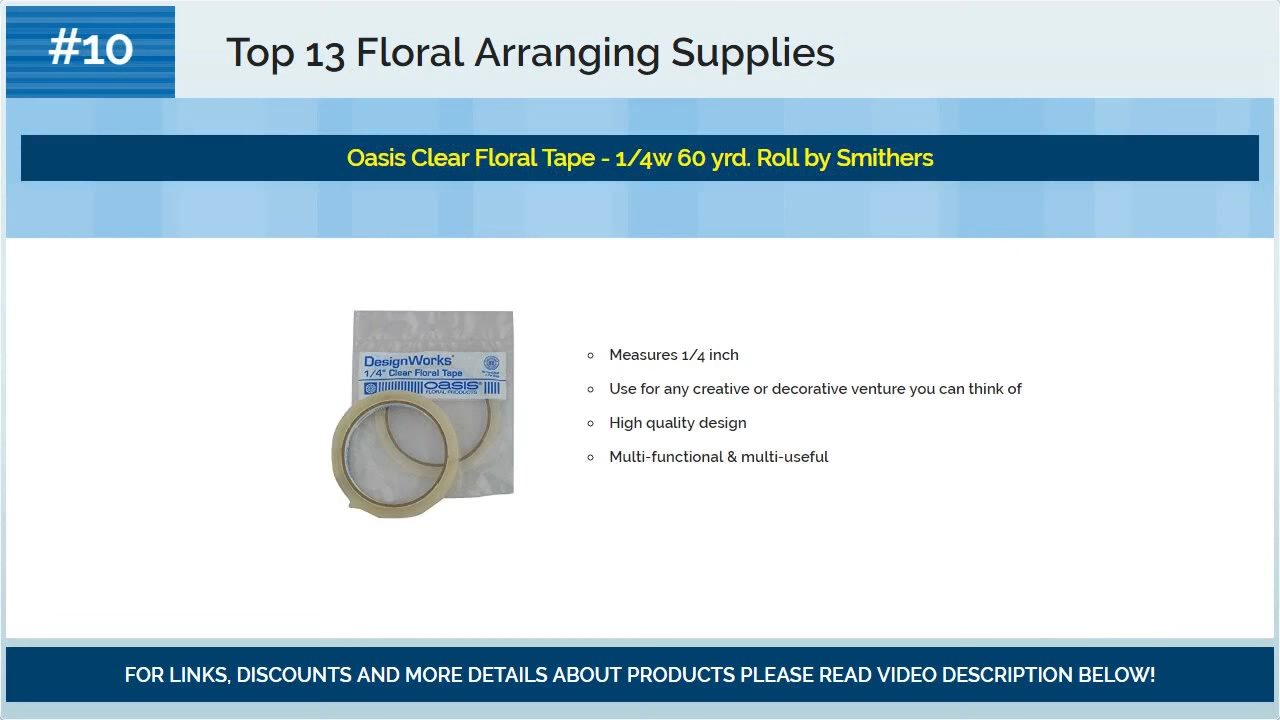 #10
Top 13 Floral Arranging Supplies
Oasis Clear Floral Tape - 1/4w 60 yrd. Roll by Smithers
DesignWorks
1/4" Clear Floral Tape
OASIS
FLORAL PRODUCTS
Measures 1/4 inch
Use for any creative or decorative venture you can think of
High quality design
Multi-functional & multi-useful
FOR LINKS, DISCOUNTS AND MORE DETAILS ABOUT PRODUCTS PLEASE READ VIDEO DESCRIPTION BELOW!